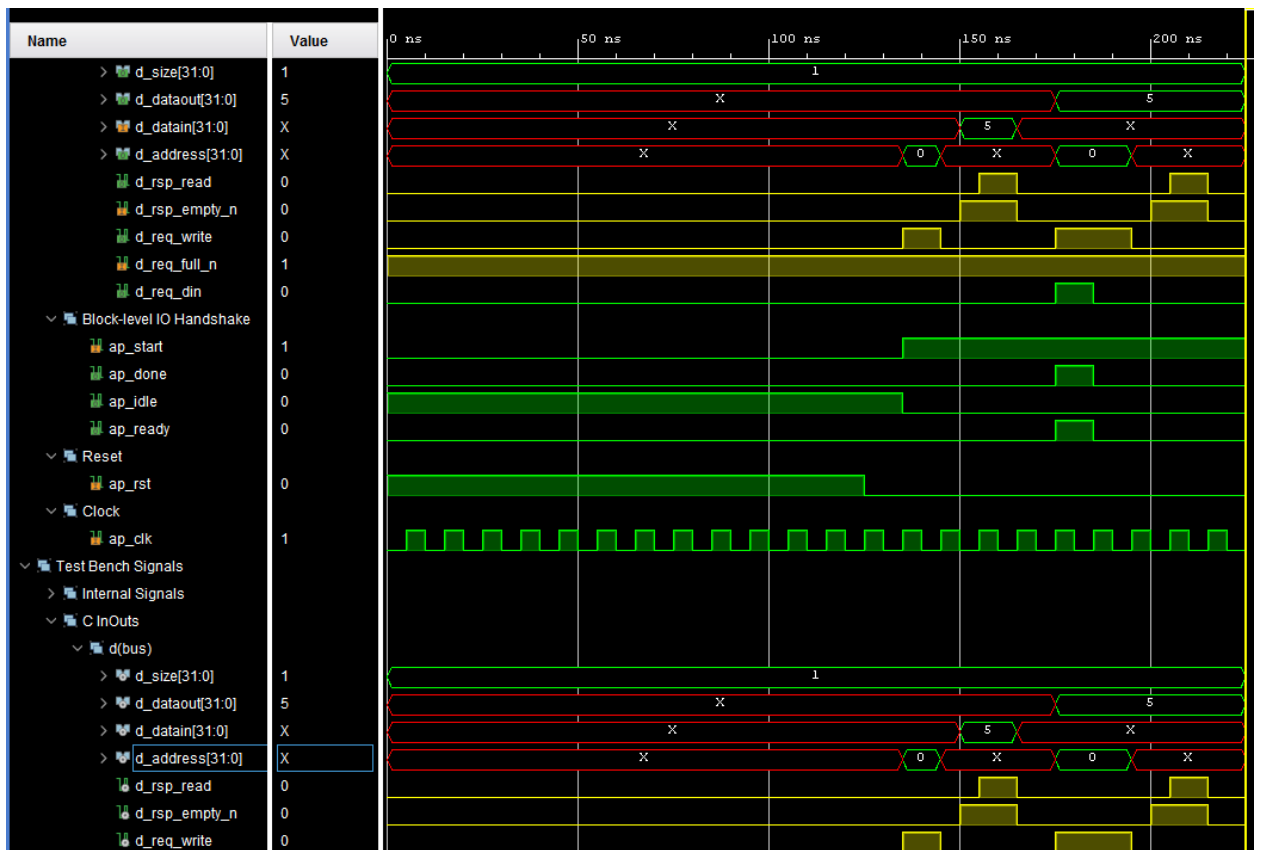 Name Value 0 ns 50 ns 100 ns 150 ns 200 ns
d_size[31:0] 1 1
d_dataout[31:0] 5 X 5
d_datain[31:0] X X 5 X
d_address[31:0] X X 0 X 0 X
d_rsp_read 0
d_rsp_empty_n 0
d_req_write 0
d_req_full_n 1
d_req_din 0
Block-level IO Handshake
ap_start 1
ap_done 0
ap_idle 0
ap_ready 0
Reset
ap_rst 0
Clock
ap_clk 1
Test Bench Signals
Internal Signals
C InOuts
d(bus)
d_size[31:0] 1 1
d_dataout[31:0] 5 X 5
d_datain[31:0] X X 5 X
d_address[31:0] X X 0 X 0 X
d_rsp_read 0
d_rsp_empty_n 0
d_req_write 0